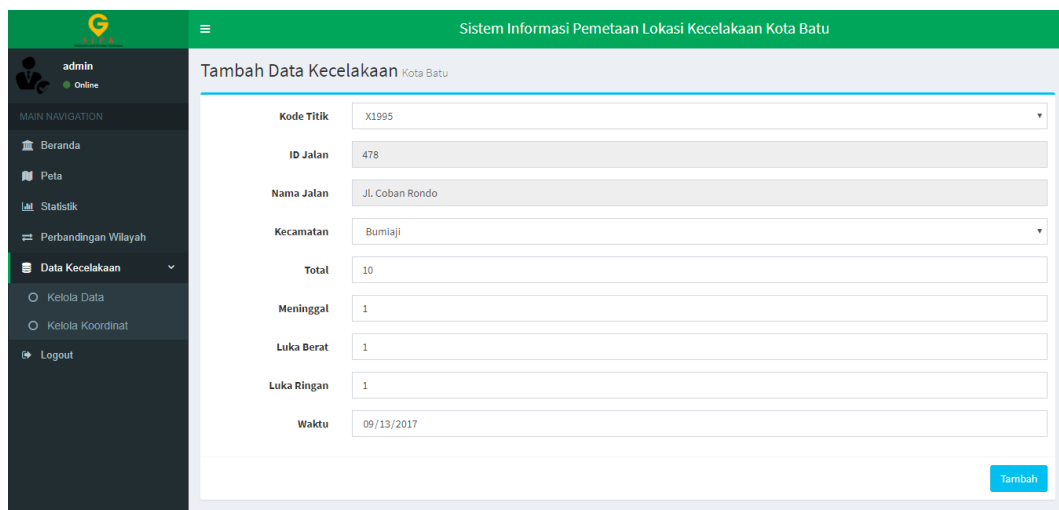 SIPK
Sistem Informasi Pemetaan Lokasi Kecelakaan Kota Batu
admin
Online
MAIN NAVIGATION
Beranda
Peta
Statistik
Perbandingan Wilayah
Data Kecelakaan
Kelola Data
Kelola Koordinat
Logout
Tambah Data Kecelakaan Kota Batu
Kode Titik X1995
ID Jalan 478
Nama Jalan Jl. Coban Rondo
Kecamatan Bumiaji
Total 10
Meninggal 1
Luka Berat 1
Luka Ringan 1
Waktu 09/13/2017
Tambah